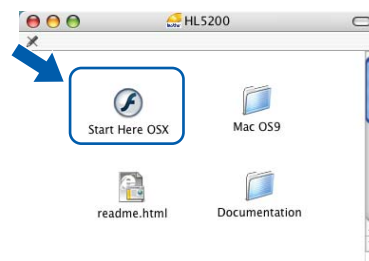 HL5200
Start Here OSX
Mac OS9
readme.html
Documentation